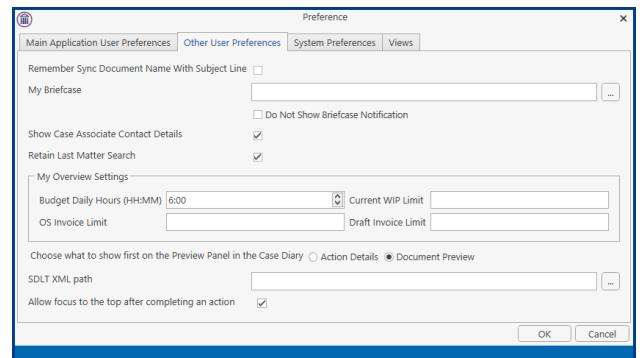 Preference
Main Application User Preferences Other User Preferences System Preferences Views
Remember Sync Document Name With Subject Line
My Briefcase ...
Do Not Show Briefcase Notification
Show Case Associate Contact Details
Retain Last Matter Search
My Overview Settings
Budget Daily Hours (HH:MM) 6:00 Current WIP Limit
OS Invoice Limit Draft Invoice Limit
Choose what to show first on the Preview Panel in the Case Diary Action Details Document Preview
SDLT XML path ...
Allow focus to the top after completing an action
OK Cancel